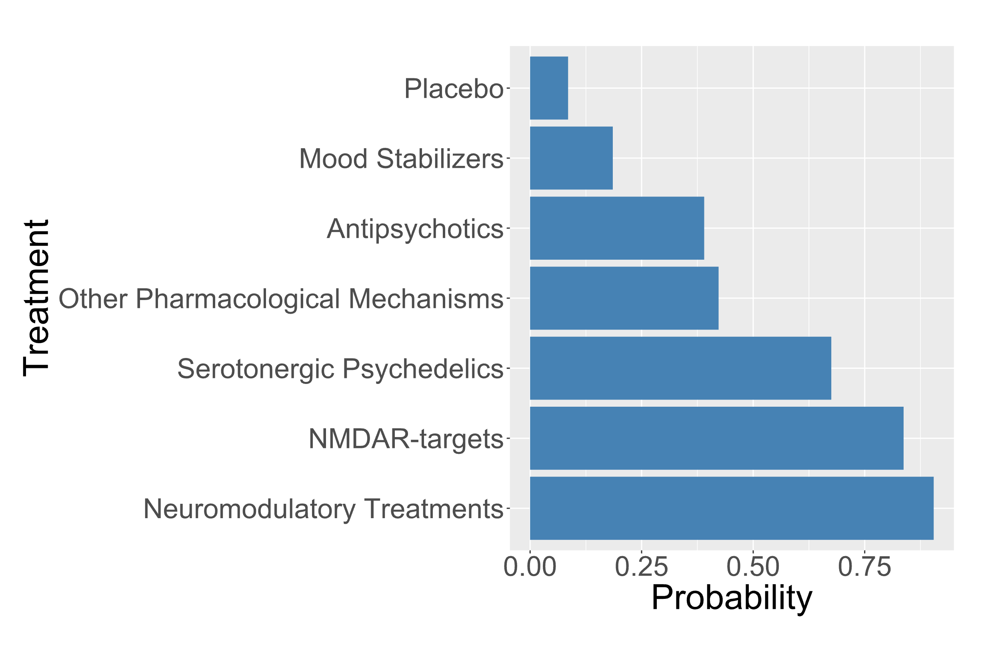 Treatment
Placebo
Mood Stabilizers
Antipsychotics
Other Pharmacological Mechanisms
Serotonergic Psychedelics
NMDAR-targets
Neuromodulatory Treatments
0.00 0.25 0.50 0.75
Probability